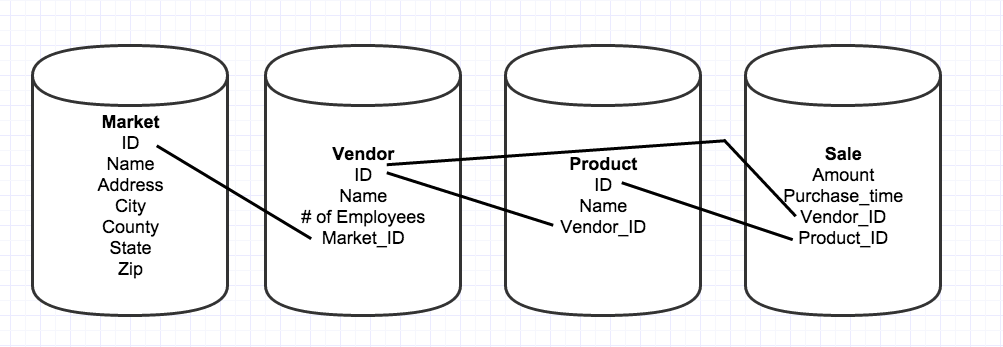 Market
ID
Name
Address
City
County
State
Zip
Vendor
ID
Name
# of Employees
Market_ID
Product
ID
Name
Vendor_ID
Sale
Amount
Purchase_time
Vendor_ID
Product_ID